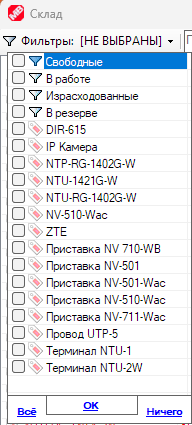 Склад
Фильтры: [НЕ ВЫБРАНЫ]
Свободные
В работе
Израсходованные
В резерве
DIR-615
IP Камера
NTP-RG-1402G-W
NTU-1421G-W
NTU-RG-1402G-W
NV-510-Wac
ZTE
Приставка NV 710-WB
Приставка NV-501
Приставка NV-501-Wac
Приставка NV-510-Wac
Приставка NV-711-Wac
Провод UTP-5
Терминал NTU-1
Терминал NTU-2W
Всё OK Ничего